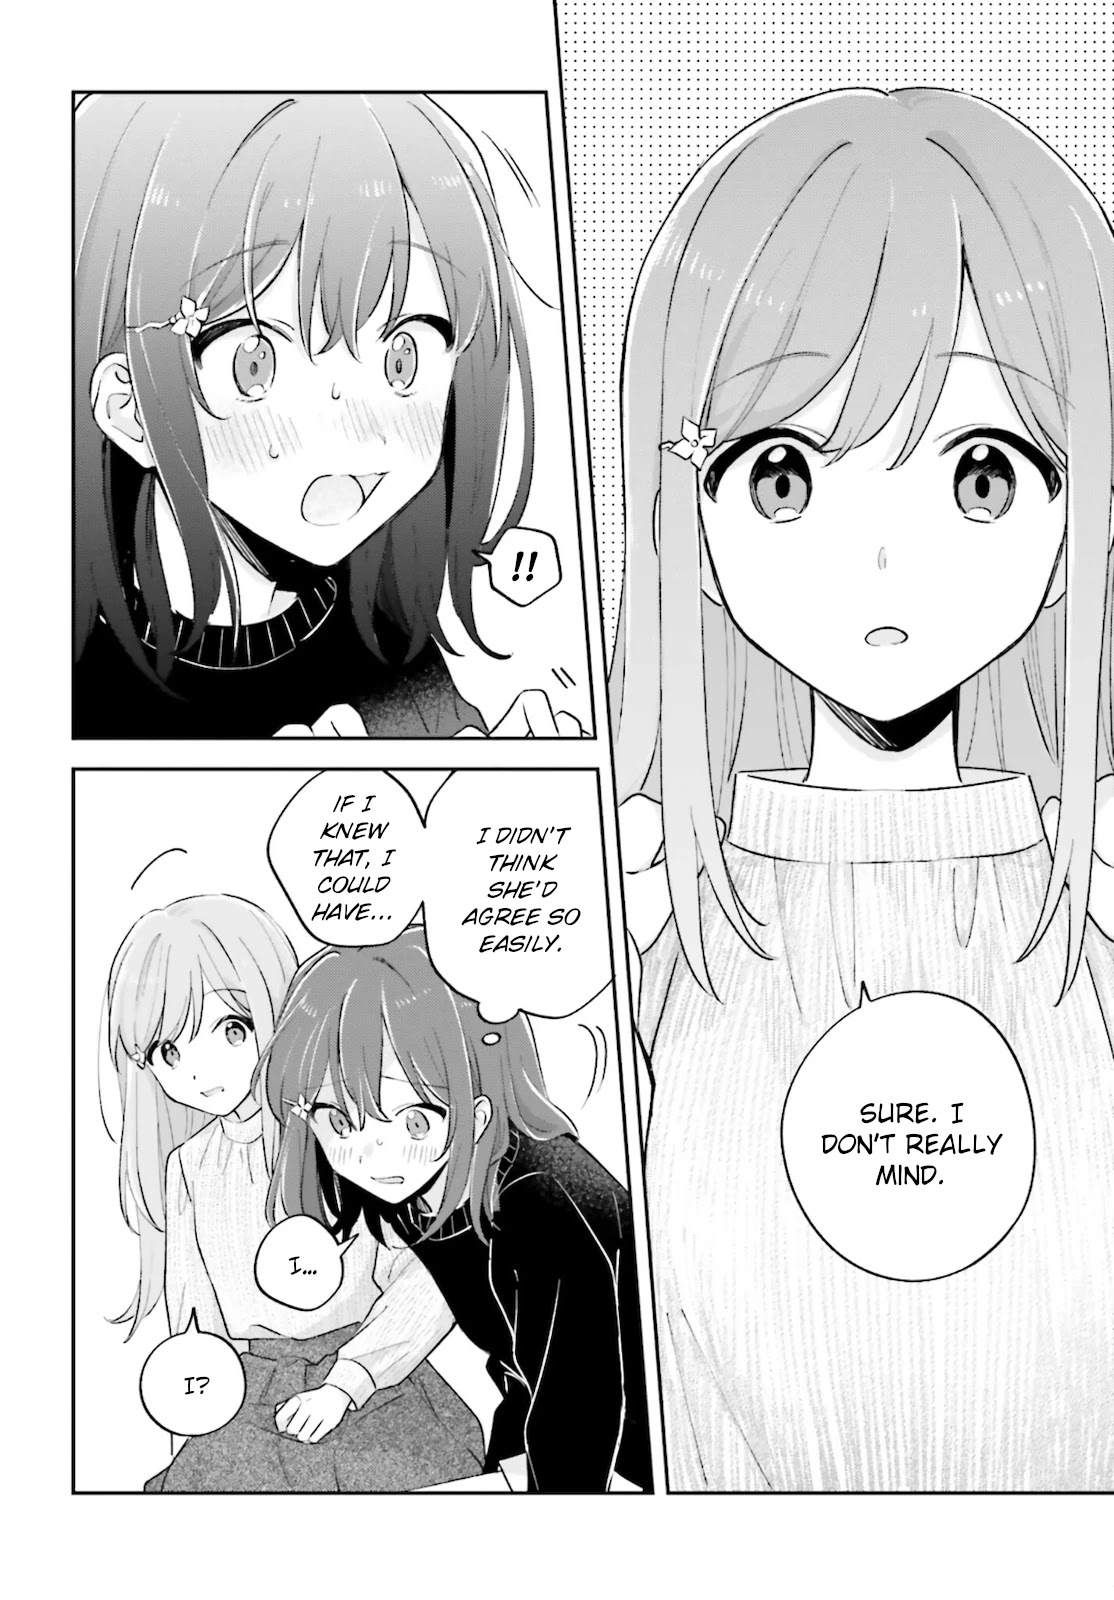 SURE. I
DON'T REALLY
MIND.
!!
I DIDN'T
THINK
SHE'D
AGREE SO
EASILY.
IF I
KNEW
THAT, I
COULD
HAVE...
I...
I?